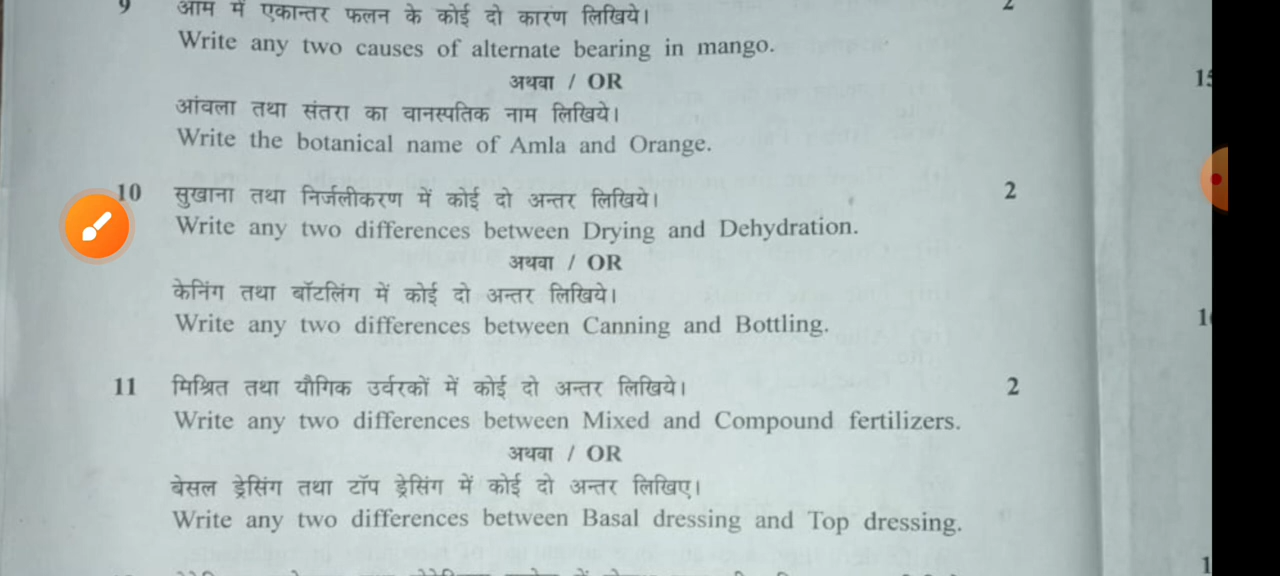 9 आम में एकान्तर फलन के कोई दो कारण लिखिये। 2
Write any two causes of alternate bearing in mango.
अथवा / OR
आंवला तथा संतरा का वानस्पतिक नाम लिखिये।
Write the botanical name of Amla and Orange.
10 सुखाना तथा निर्जलीकरण में कोई दो अन्तर लिखिये। 2
Write any two differences between Drying and Dehydration.
अथवा / OR
केनिंग तथा बॉटलिंग में कोई दो अन्तर लिखिये।
Write any two differences between Canning and Bottling.
11 मिश्रित तथा यौगिक उर्वरकों में कोई दो अन्तर लिखिये। 2
Write any two differences between Mixed and Compound fertilizers.
अथवा / OR
बेसल ड्रेसिंग तथा टॉप ड्रेसिंग में कोई दो अन्तर लिखिए।
Write any two differences between Basal dressing and Top dressing.